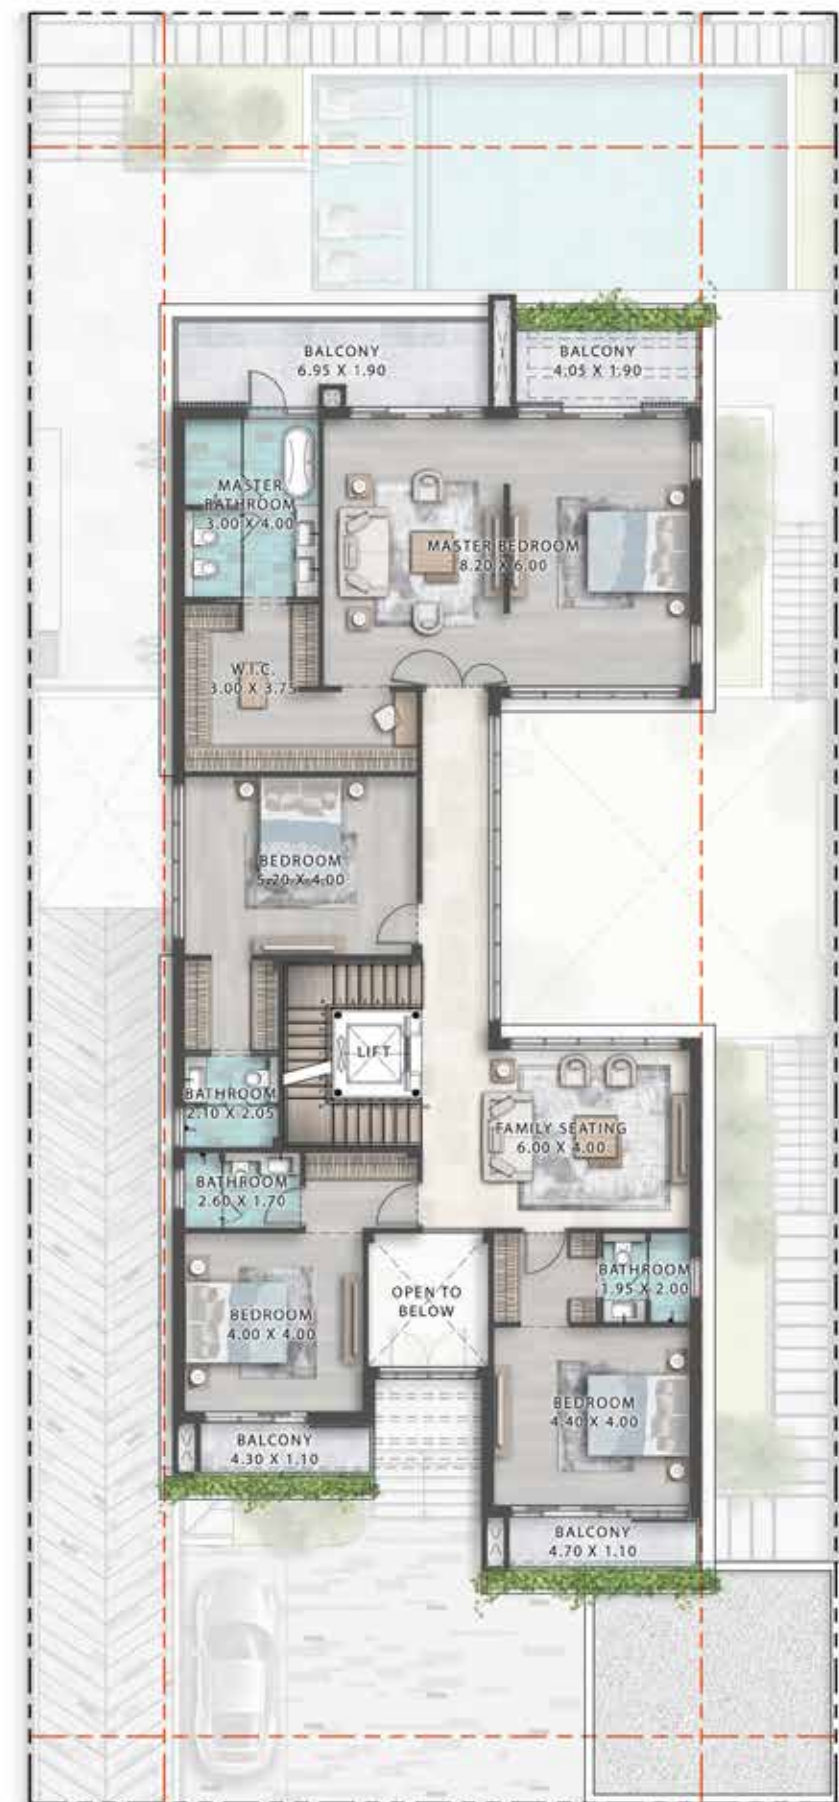 BALCONY
6.95 X 1.90
BALCONY
4.05 X 1.90
MASTER
BATHROOM
3.00 X 4.00
MASTER BEDROOM
8.20 X 6.00
W.I.C.
3.00 X 3.75
BEDROOM
5.20 X 4.00
LIFT
BATHROOM
2.10 X 2.05
FAMILY SEATING
6.00 X 4.00
BATHROOM
2.60 X 1.70
BATHROOM
1.95 X 2.00
OPEN TO
BELOW
BEDROOM
4.00 X 4.00
BEDROOM
4.40 X 4.00
BALCONY
4.30 X 1.10
BALCONY
4.70 X 1.10